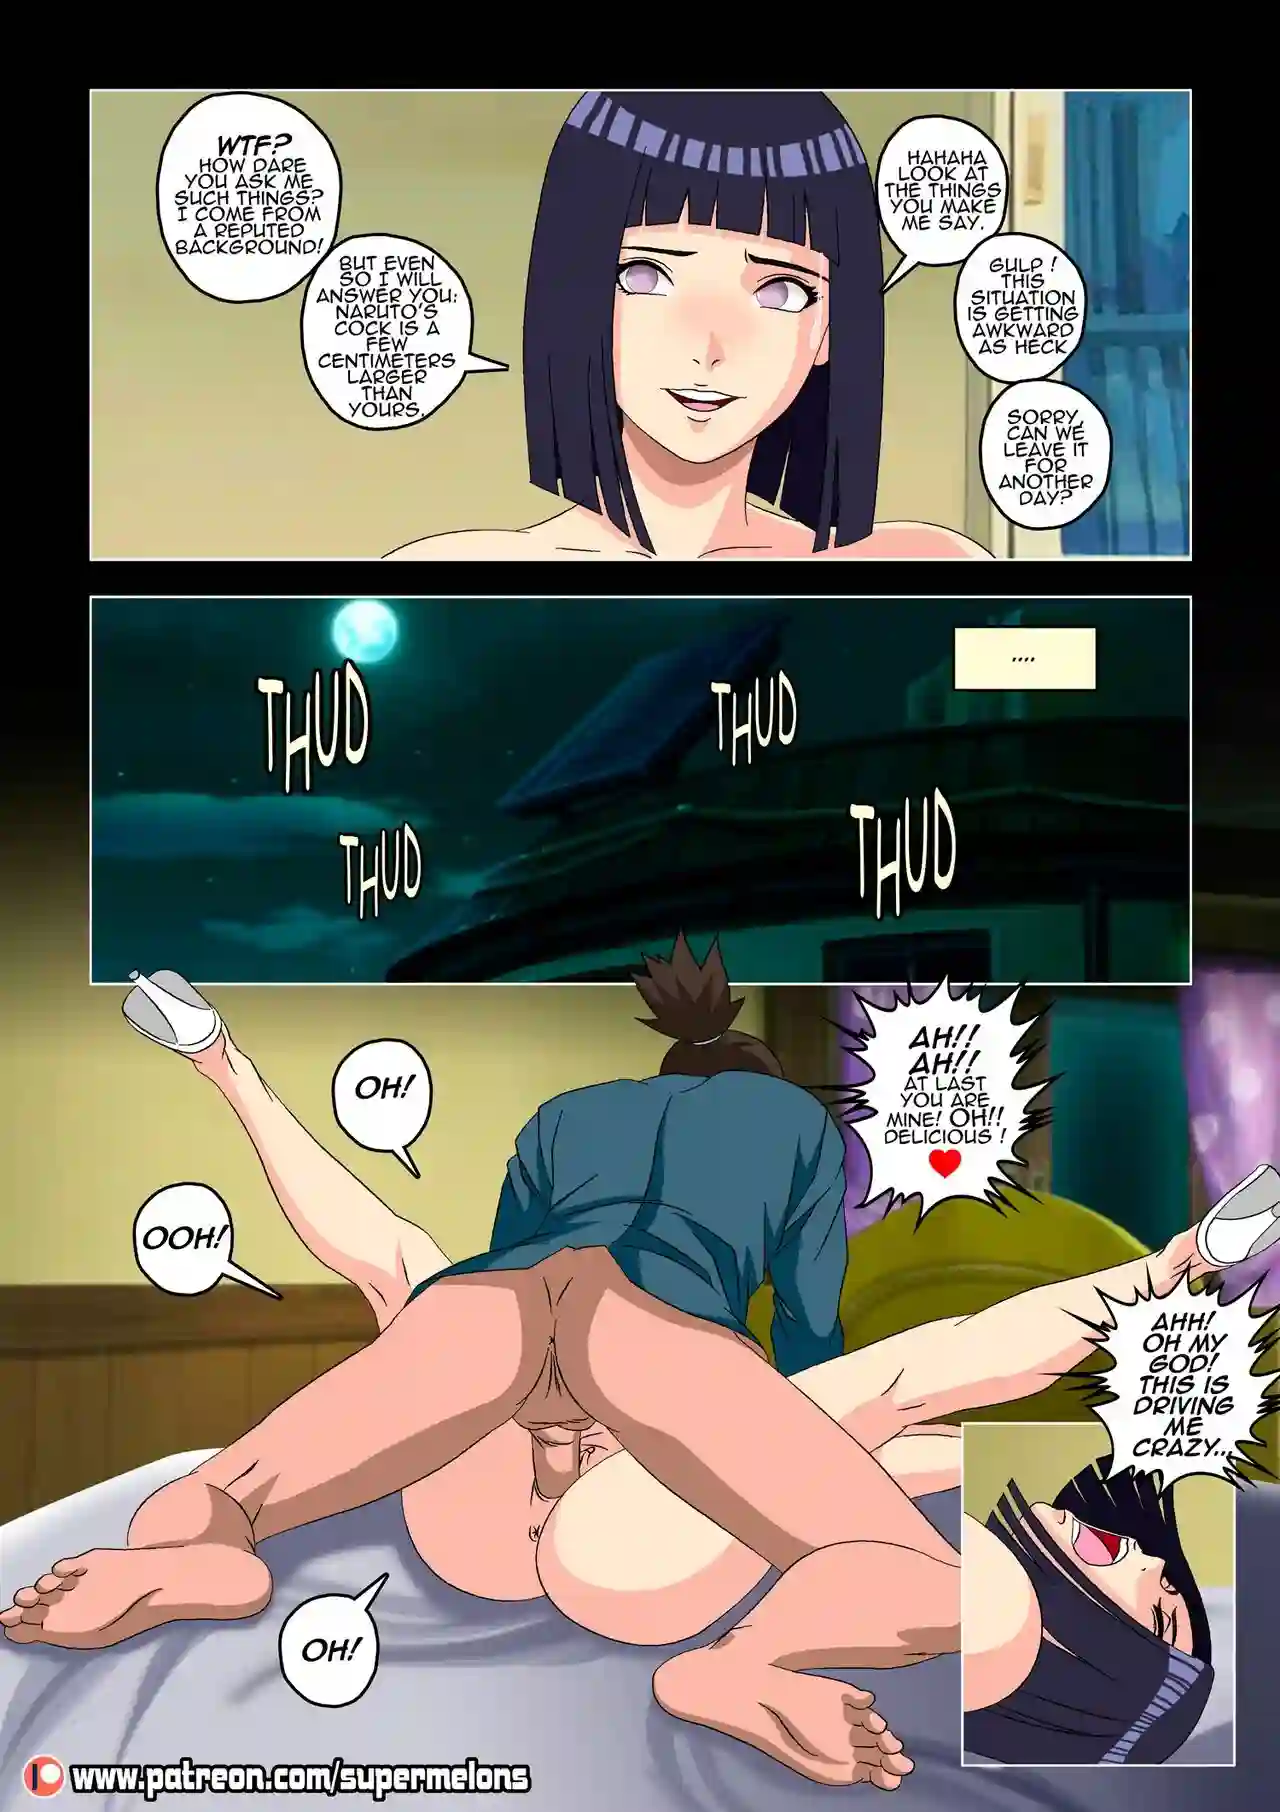 WTF?
HOW DARE
YOU ASK ME
SUCH THINGS?
I COME FROM
A REPUTED
BACKGROUND!
BUT EVEN
SO I WILL
ANSWER YOU:
NARUTO'S
COCK IS A
FEW
CENTIMETERS
LARGER
THAN
YOURS.
HAHAHA
LOOK AT
THE THINGS
YOU MAKE
ME SAY.
GULP !
THIS
SITUATION
IS GETTING
AWKWARD
AS HECK
SORRY,
CAN WE
LEAVE IT
FOR
ANOTHER
DAY?
....
THUD
THUD
THUD
THUD
OH!
AH!!
AH!!
AT LAST
YOU ARE
MINE! OH!!
DELICIOUS !
OOH!
AHH!
OH MY
GOD!
THIS IS
DRIVING
ME
CRAZY...
OH!
www.patreon.com/supermelons